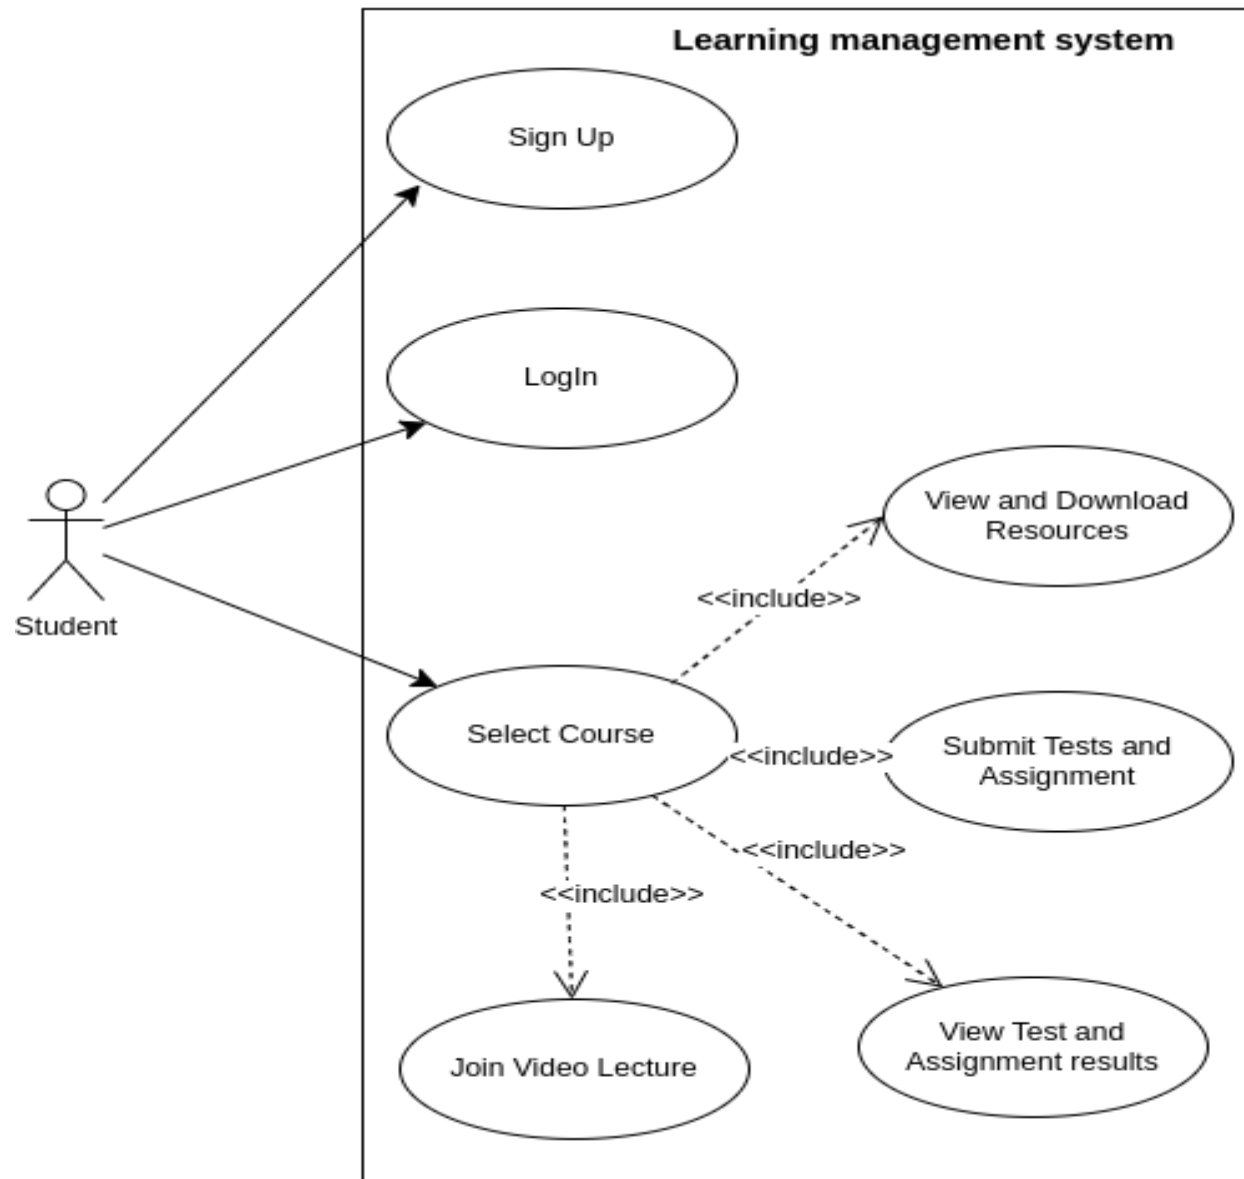 Learning management system
Sign Up
LogIn
View and Download
Resources
<<include>>
Student
Select Course
<<include>>
Submit Tests and
Assignment
<<include>>
<<include>>
Join Video Lecture
View Test and
Assignment results